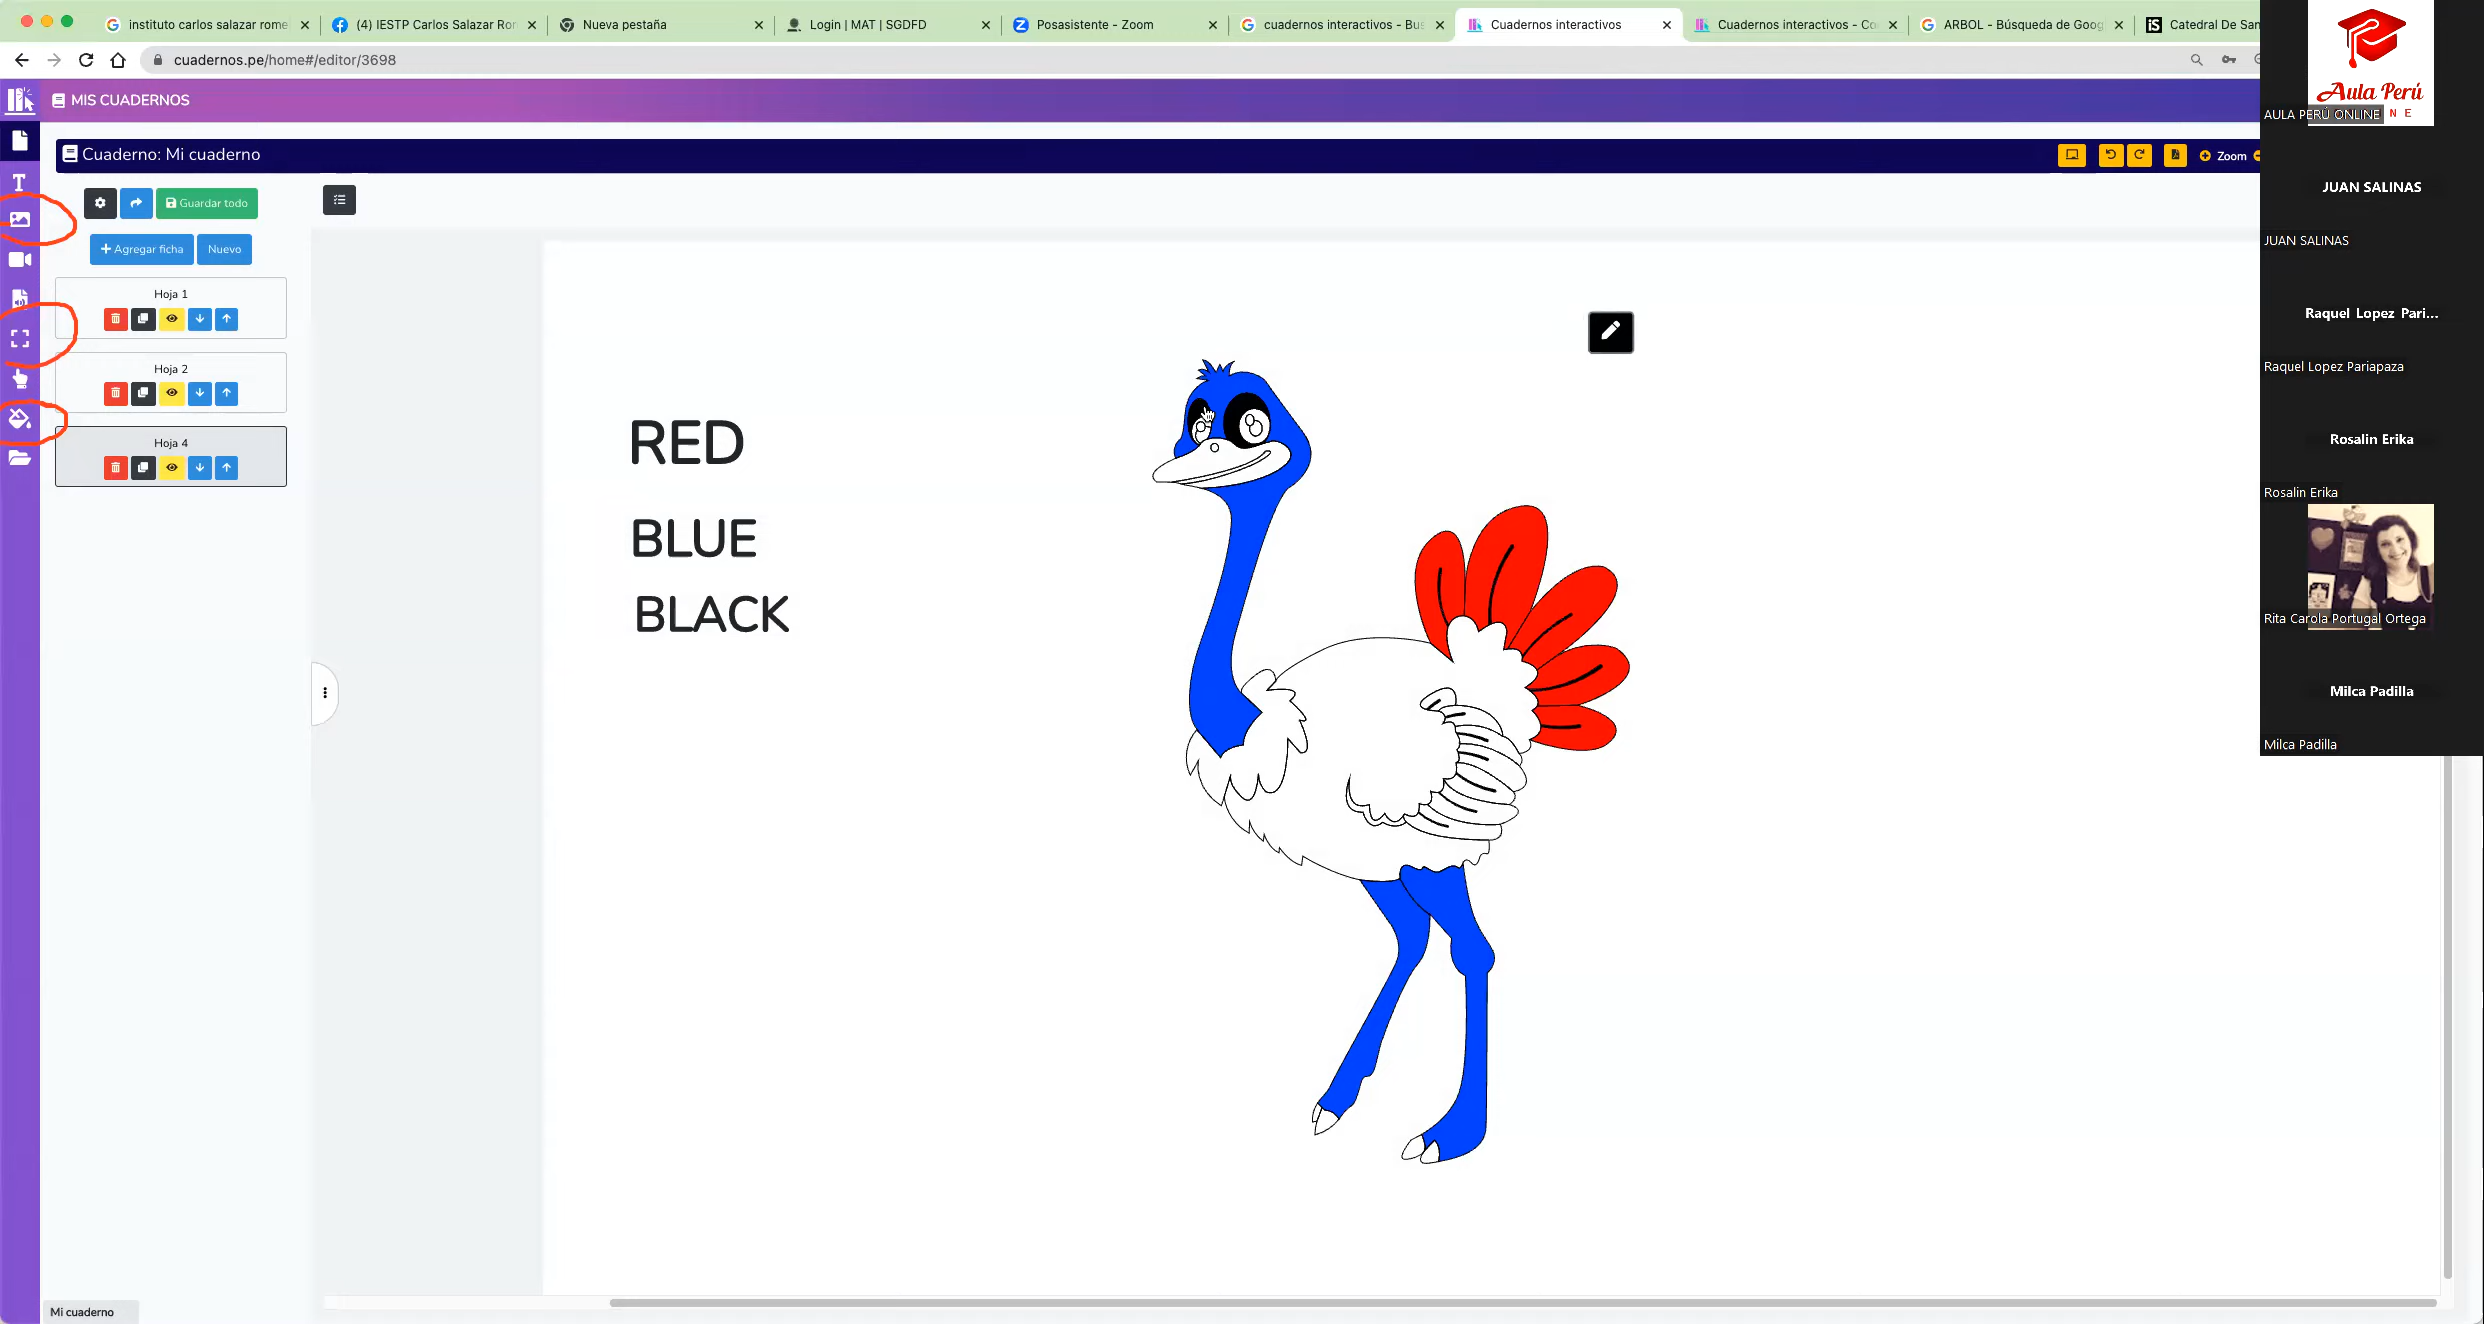 instituto carlos salazar rome
(4) IESTP Carlos Salazar Ror
Nueva pestaña
Login | MAT | SGDFD
Posasistente - Zoom
cuadernos interactivos - Bus
Cuadernos interactivos
Cuadernos interactivos - Co
ARBOL - Búsqueda de Goog
Catedral De San
cuadernos.pe/home#/editor/3698
MIS CUADERNOS
Cuaderno: Mi cuaderno
Zoom
Guardar todo
Agregar ficha
Nuevo
Hoja 1
Hoja 2
Hoja 4
RED
BLUE
BLACK
Mi cuaderno
Aula Perú
N E
AULA PERÚ ONLINE
JUAN SALINAS
JUAN SALINAS
Raquel Lopez Pari...
Raquel Lopez Pariapaza
Rosalin Erika
Rosalin Erika
Rita Carola Portugal Ortega
Milca Padilla
Milca Padilla